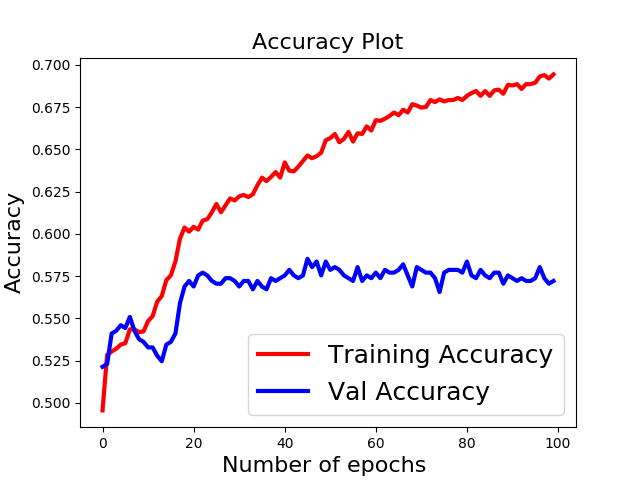 Accuracy Plot
0.700
0.675
0.650
0.625
0.600
0.575
0.550
0.525
0.500
Accuracy
Training Accuracy
Val Accuracy
0 20 40 60 80 100
Number of epochs